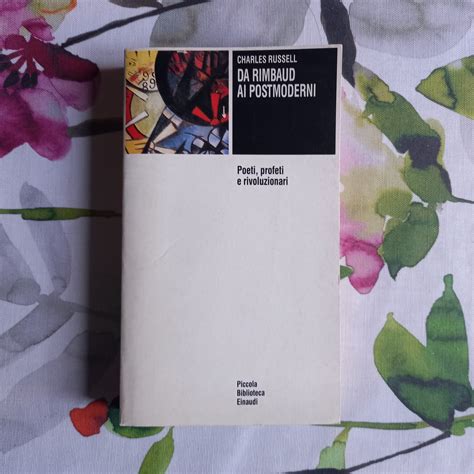 CHARLES RUSSELL
DA RIMBAUD
AI POSTMODERNI
Poeti, profeti
e rivoluzionari
Piccola
Biblioteca
Einaudi